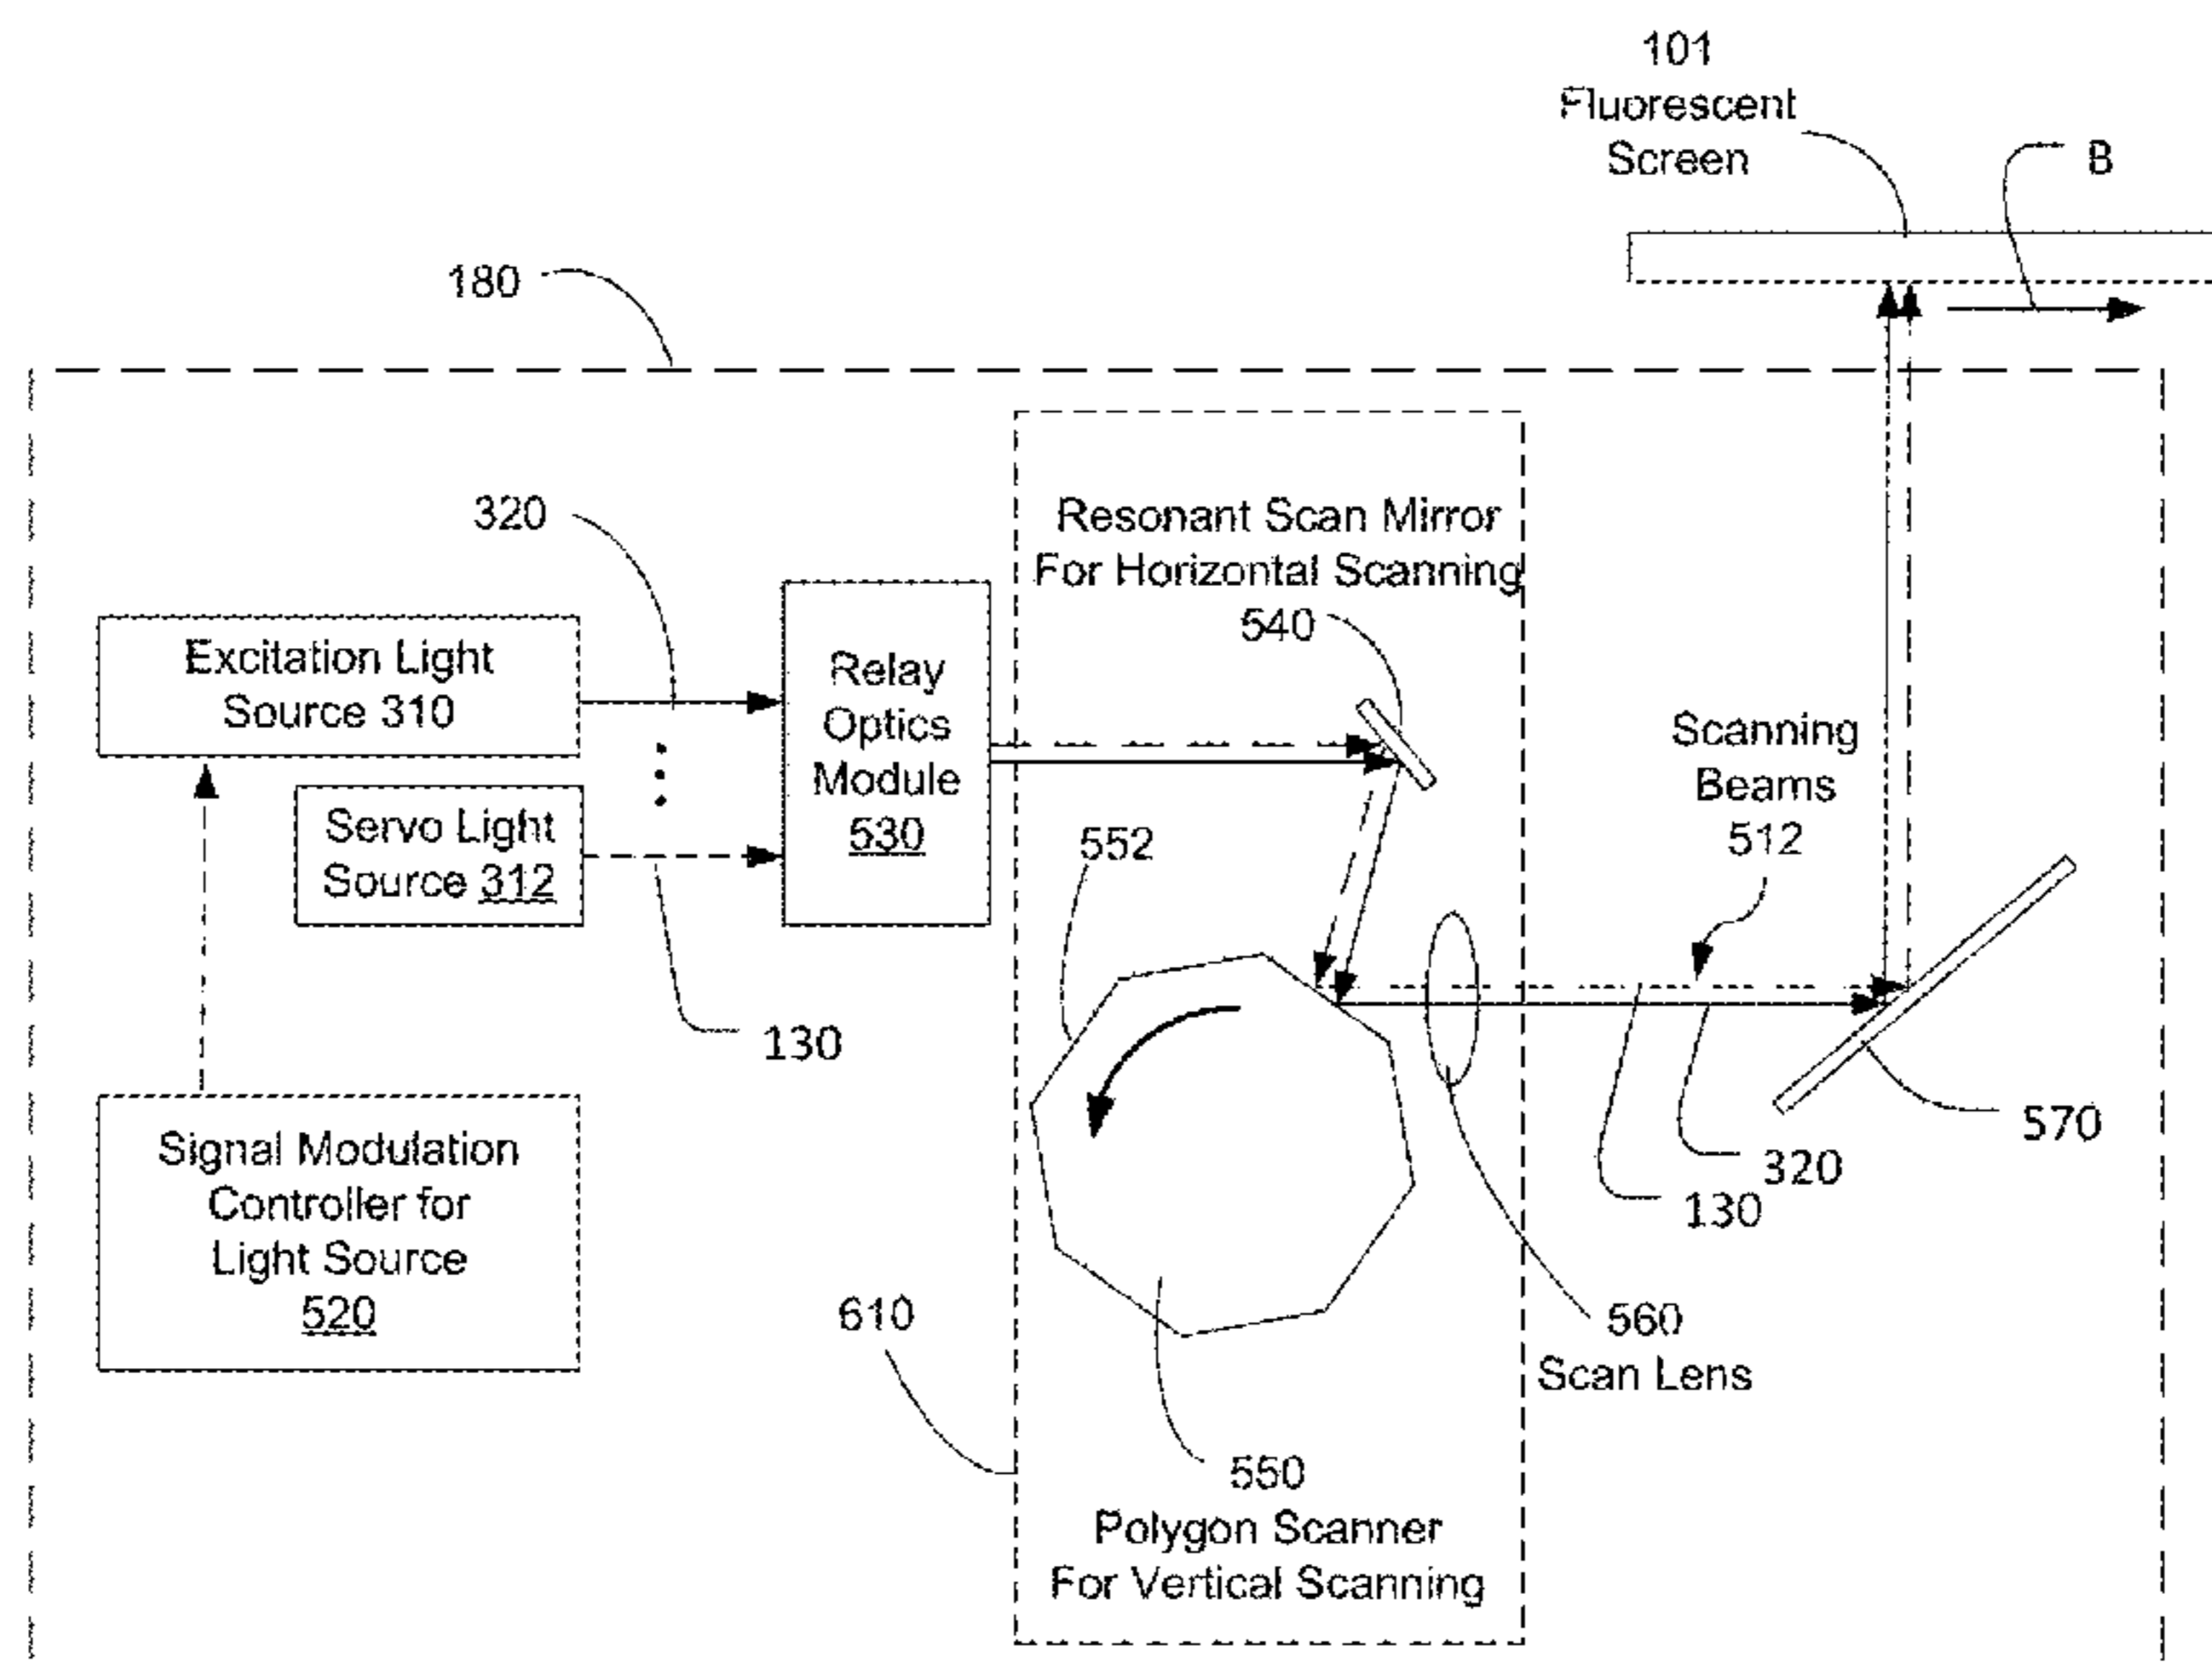 101
Fluorescent
Screen
B
180
320
Resonant Scan Mirror
For Horizontal Scanning
540
Excitation Light
Source 310
Relay
Optics
Module
530
Scanning
Beams
512
Servo Light
Source 312
552
130
570
320
130
Signal Modulation
Controller for
Light Source
520
610
560
Scan Lens
550
Polygon Scanner
For Vertical Scanning